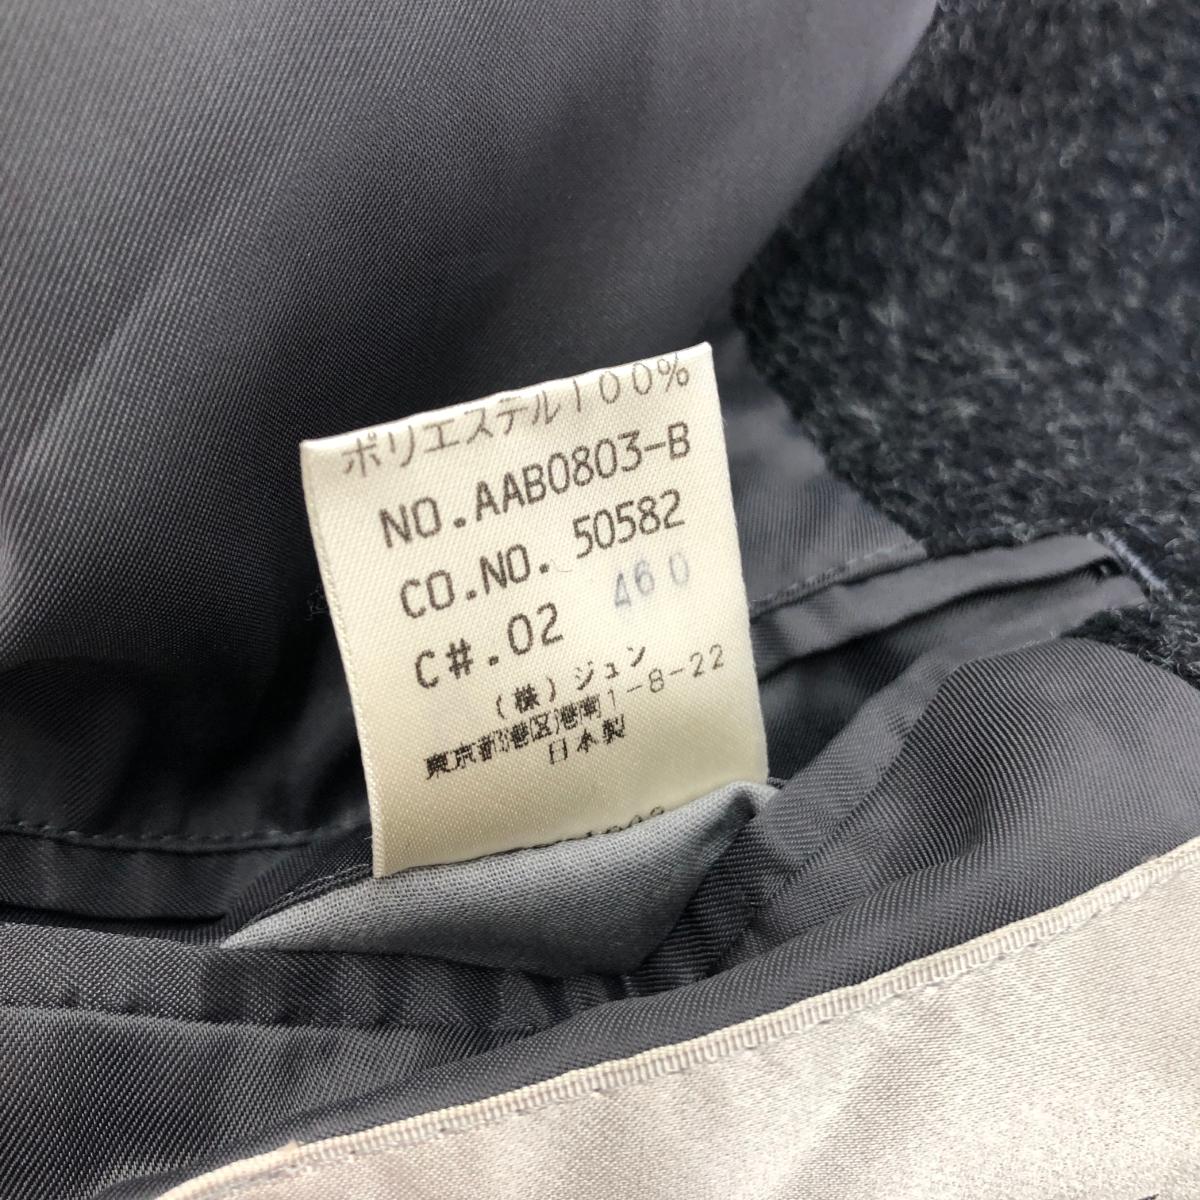 ポリエステル100%
NO.AAB0803-B
CO.NO. 50582
C#.02 460
(株)ジュン
東京都港区港南1-8-22
日本製